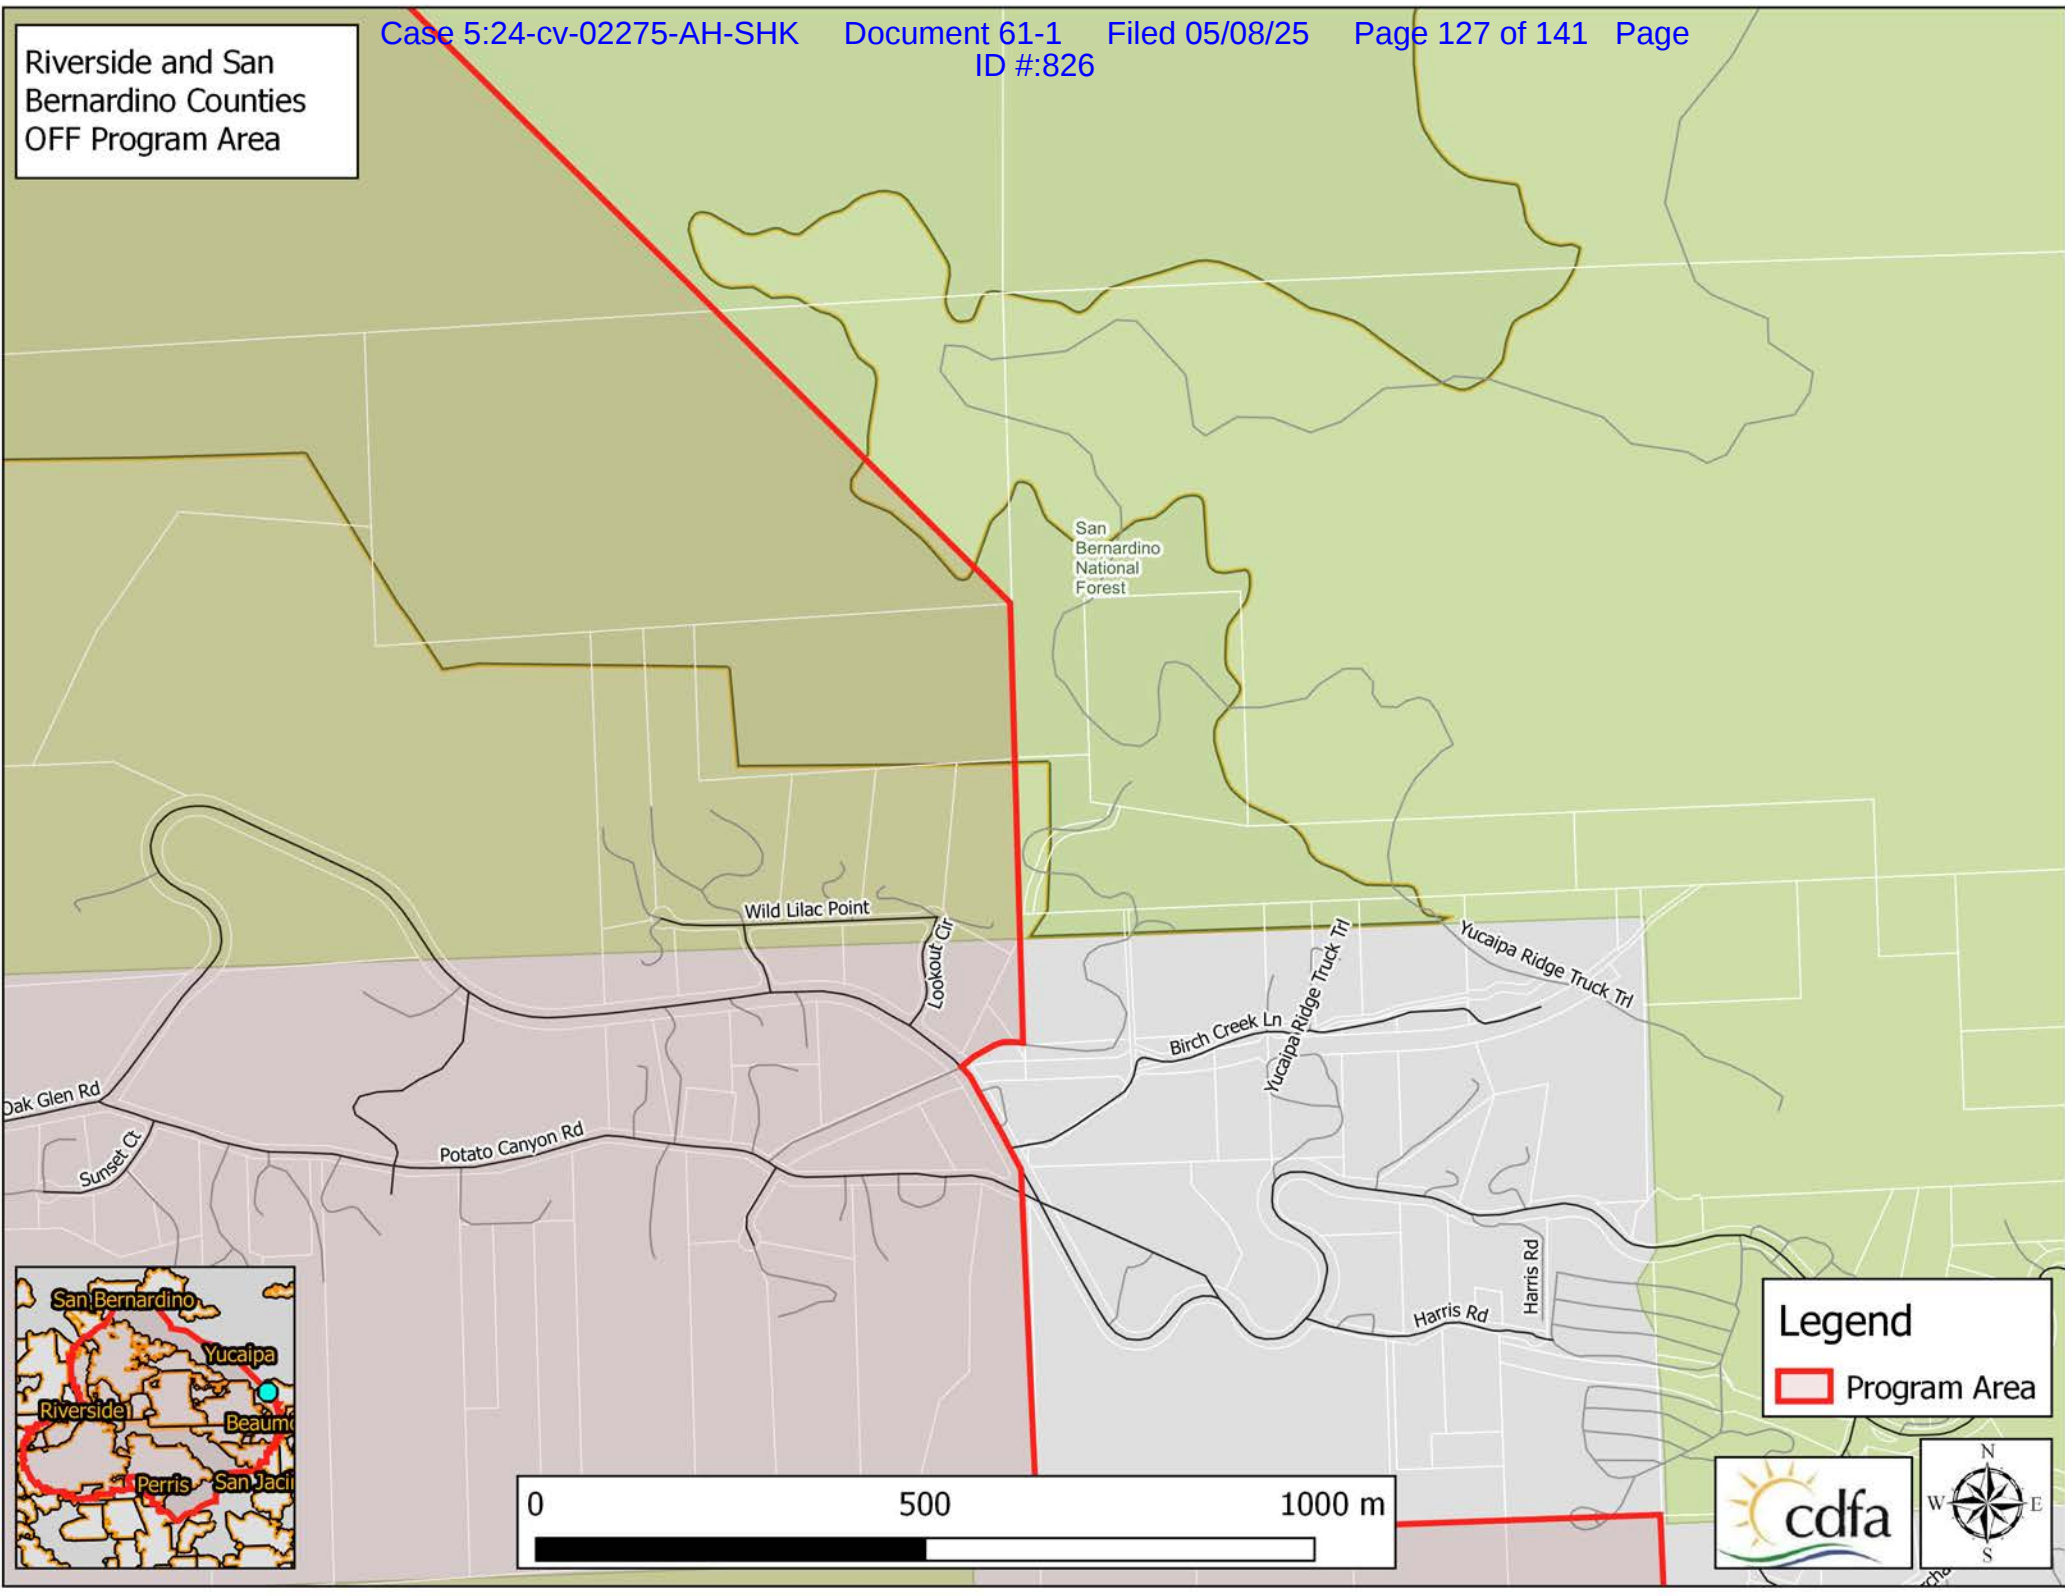 Case 5:24-cv-02275-AH-SHK Document 61-1 Filed 05/08/25 Page 127 of 141 Page
ID #:826
Riverside and San
Bernardino Counties
OFF Program Area
San
Bernardino
National
Forest
Wild Lilac Point
Lookout Cir
Yucaipa Ridge Truck Trl
Yucaipa Ridge Truck Trl
Birch Creek Ln
Oak Glen Rd
Sunset Ct
Potato Canyon Rd
Harris Rd
Harris Rd
San Bernardino
Yucaipa
Riverside
Beaumo
Perris
San Jaci
Legend
Program Area
0 500 1000 m
cdfa
N
W E
S